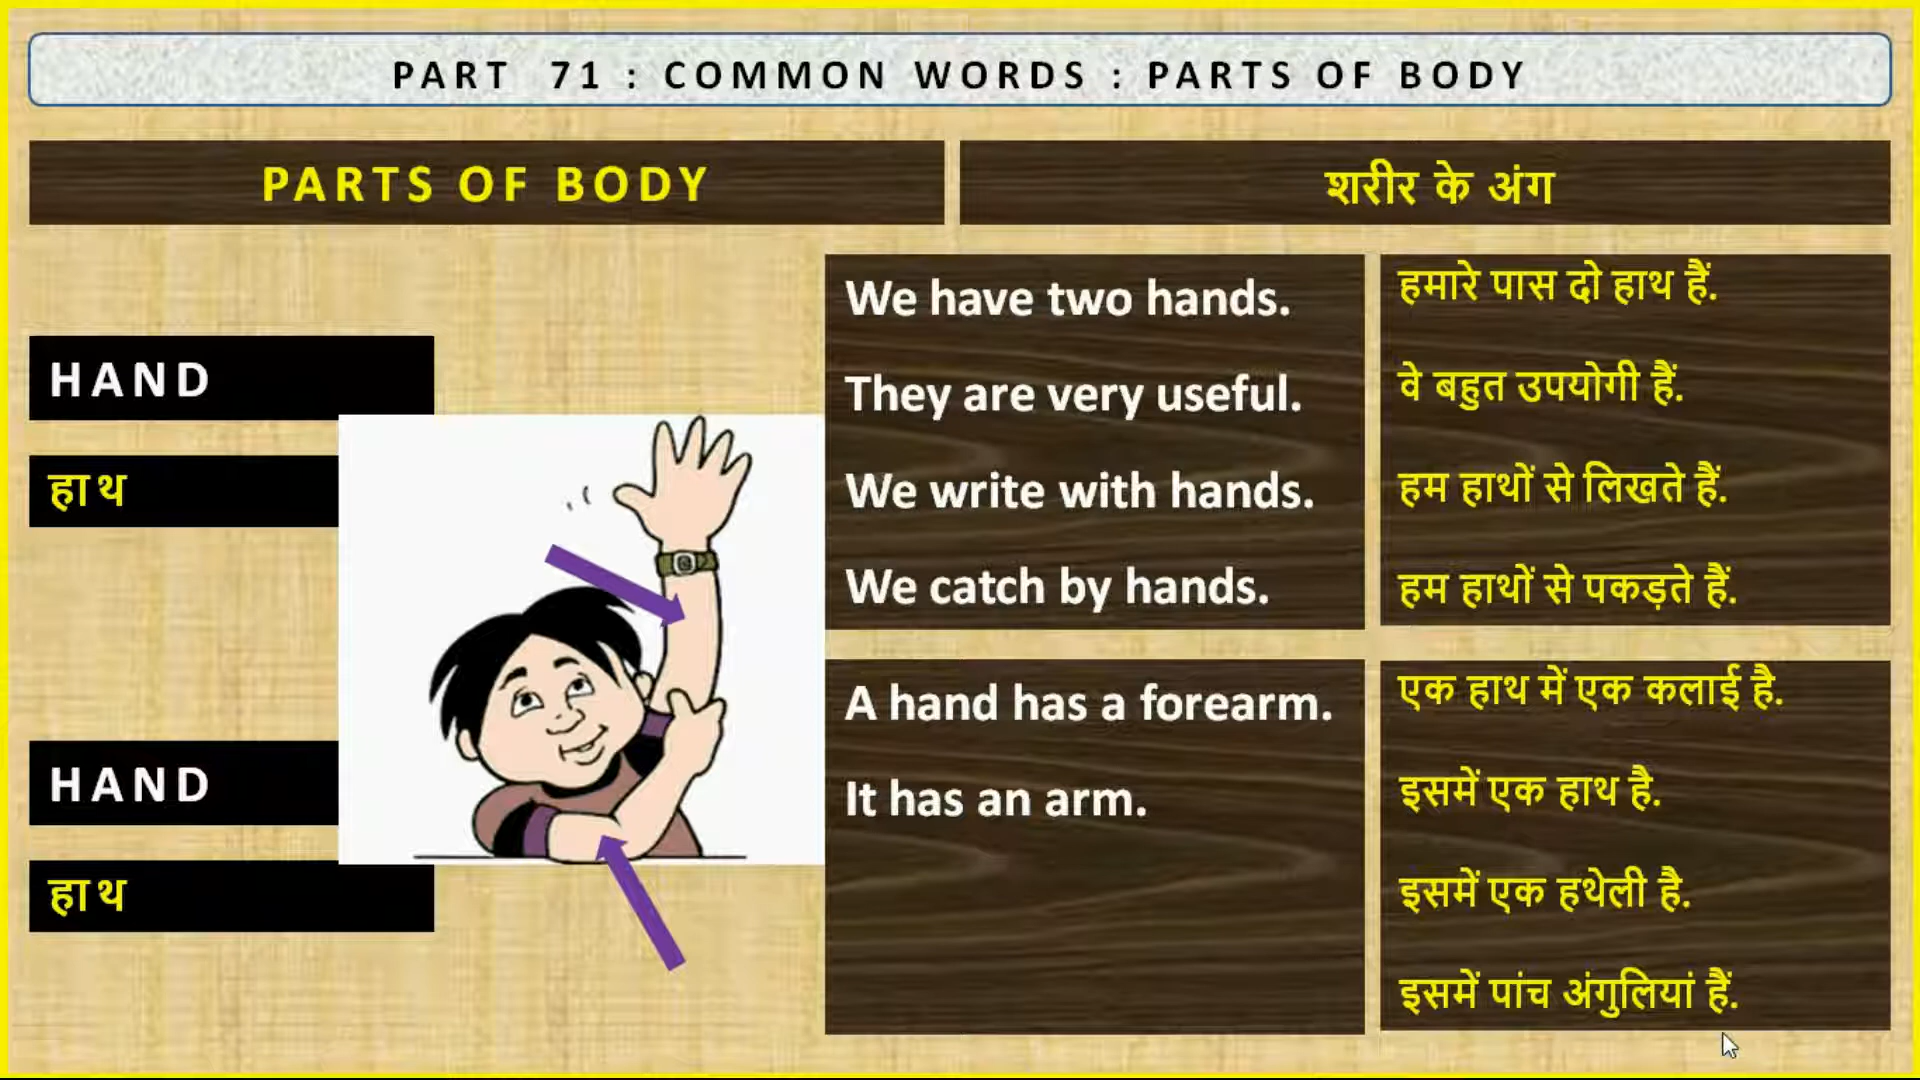 PART 71 : COMMON WORDS : PARTS OF BODY
PARTS OF BODY
शरीर के अंग
HAND
हाथ
We have two hands.
They are very useful.
We write with hands.
We catch by hands.
हमारे पास दो हाथ हैं.
वे बहुत उपयोगी हैं.
हम हाथों से लिखते हैं.
हम हाथों से पकड़ते हैं.
HAND
हाथ
A hand has a forearm.
It has an arm.
एक हाथ में एक कलाई है.
इसमें एक हाथ है.
इसमें एक हथेली है.
इसमें पांच अंगुलियां हैं.